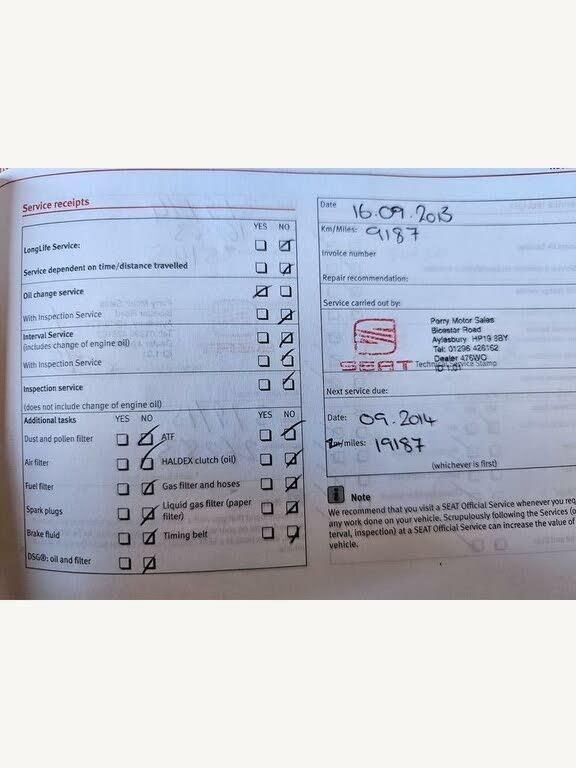 Service receipts
YES NO
LongLife Service:
Service dependent on time/distance travelled
Oil change service
With Inspection Service
Interval Service
(includes change of engine oil)
With Inspection Service
Inspection service
(does not include change of engine oil)
Additional tasks YES NO YES NO
Dust and pollen filter ATF
Air filter HALDEX clutch (oil)
Fuel filter Gas filter and hoses
Spark plugs Liquid gas filter (paper
filter)
Brake fluid Timing belt
DSG®: oil and filter
Date 16.09.2013
Km/Miles: 9187
Invoice number
Repair recommendation:
Service carried out by:
SEAT
Perry Motor Sales
Bicester Road
Aylesbury HP19 8BY
Tel: 01296 426162
Dealer 476WO
Technical Service Stamp
Next service due:
Date: 09.2014
Km/miles: 19187
(whichever is first)
i Note
We recommend that you visit a SEAT Official Service whenever you req
any work done on your vehicle. Scrupulously following the Services (o
terval, inspection) at a SEAT Official Service can increase the value of
vehicle.